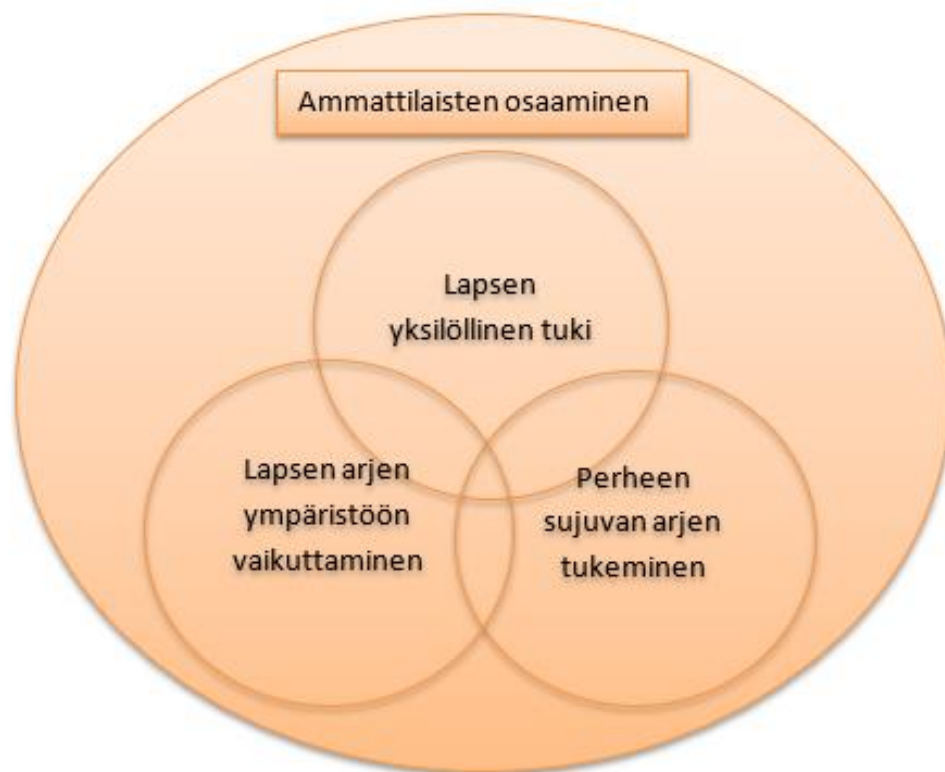 Ammattilaisten osaaminen
Lapsen
yksilöllinen tuki
Lapsen arjen
ympäristöön
vaikuttaminen
Perheen
sujuvan arjen
tukeminen